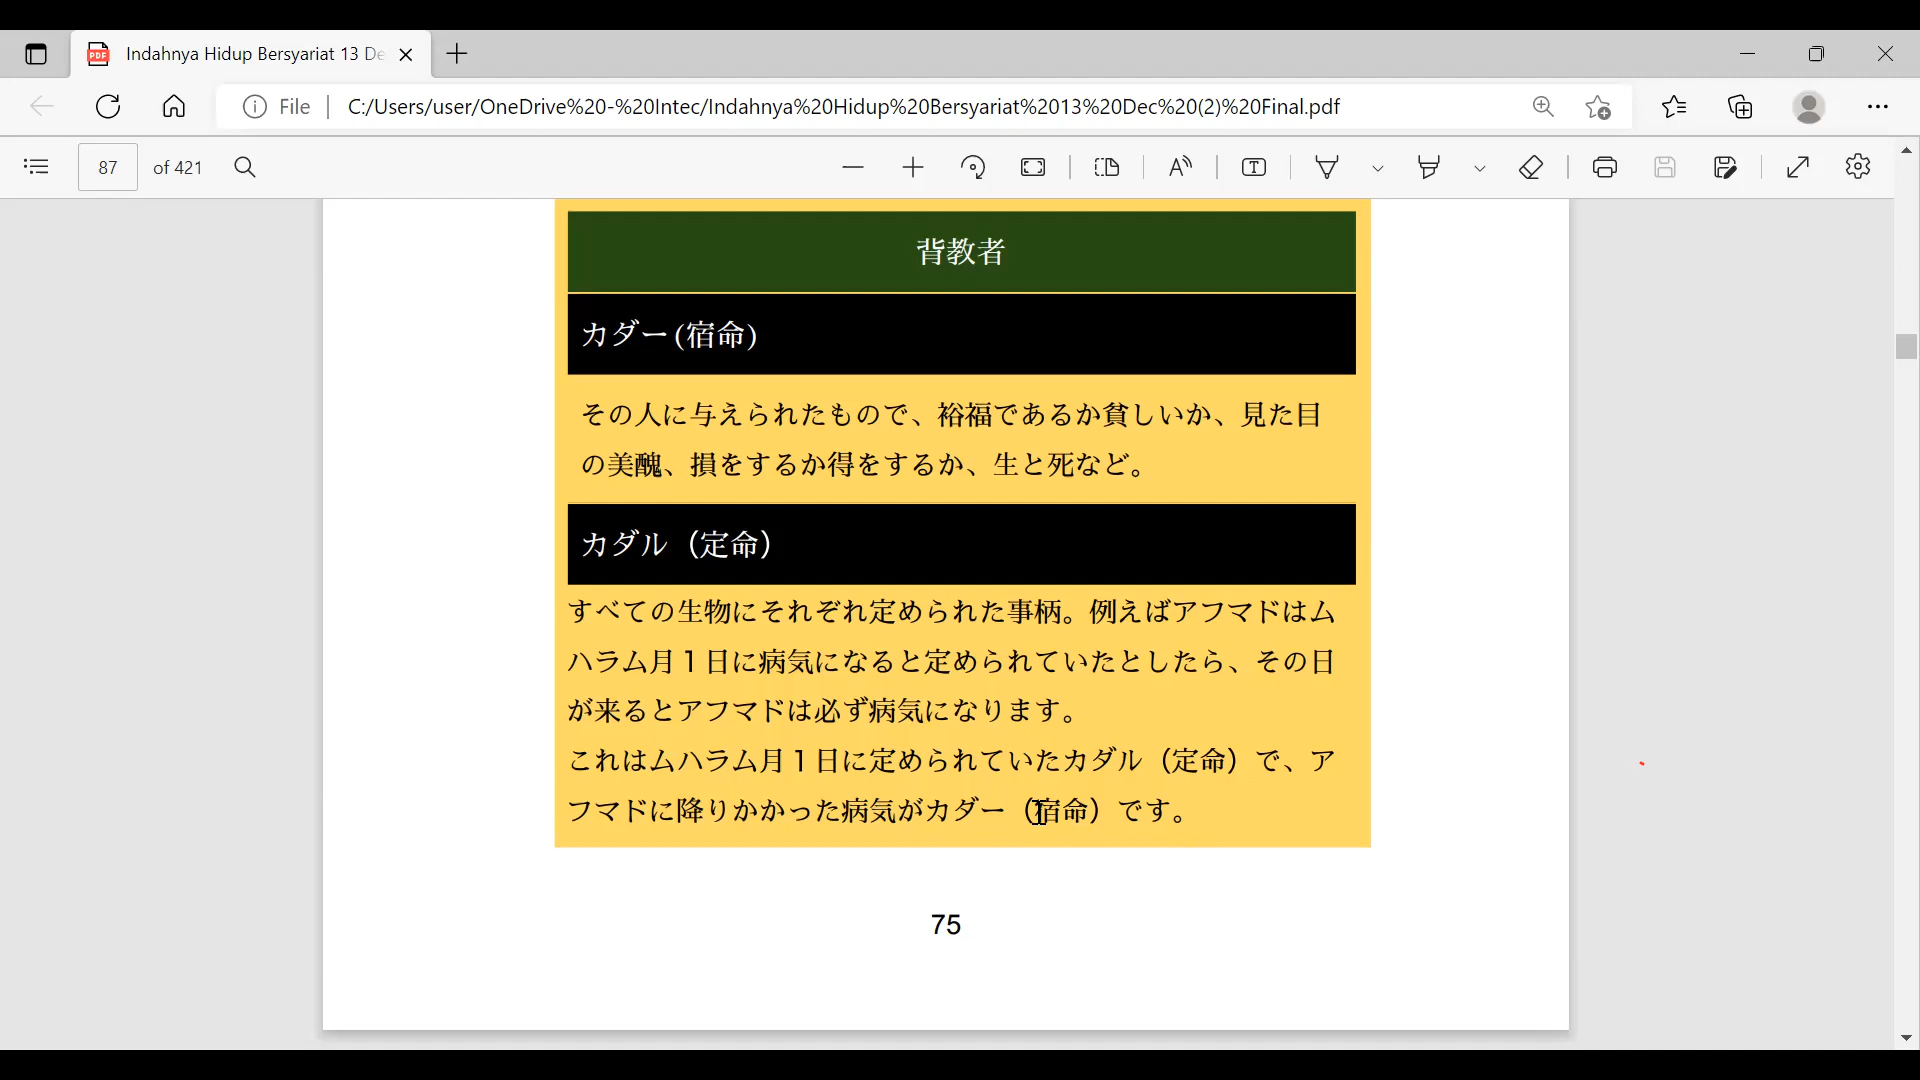 Indahnya Hidup Bersyariat 13 De
File
C:/Users/user/OneDrive%20-%20Intec/Indahnya%20Hidup%20Bersyariat%2013%20Dec%20(2)%20Final.pdf
87 of 421
背教者
カダー(宿命)
その人に与えられたもので、裕福であるか貧しいか、見た目
の美醜、損をするか得をするか、生と死など。
カダル（定命）
すべての生物にそれぞれ定められた事柄。例えばアフマドはム
ハラム月1日に病気になると定められていたとしたら、その日
が来るとアフマドは必ず病気になります。
これはムハラム月1日に定められていたカダル（定命）で、ア
フマドに降りかかった病気がカダー（宿命）です。
75